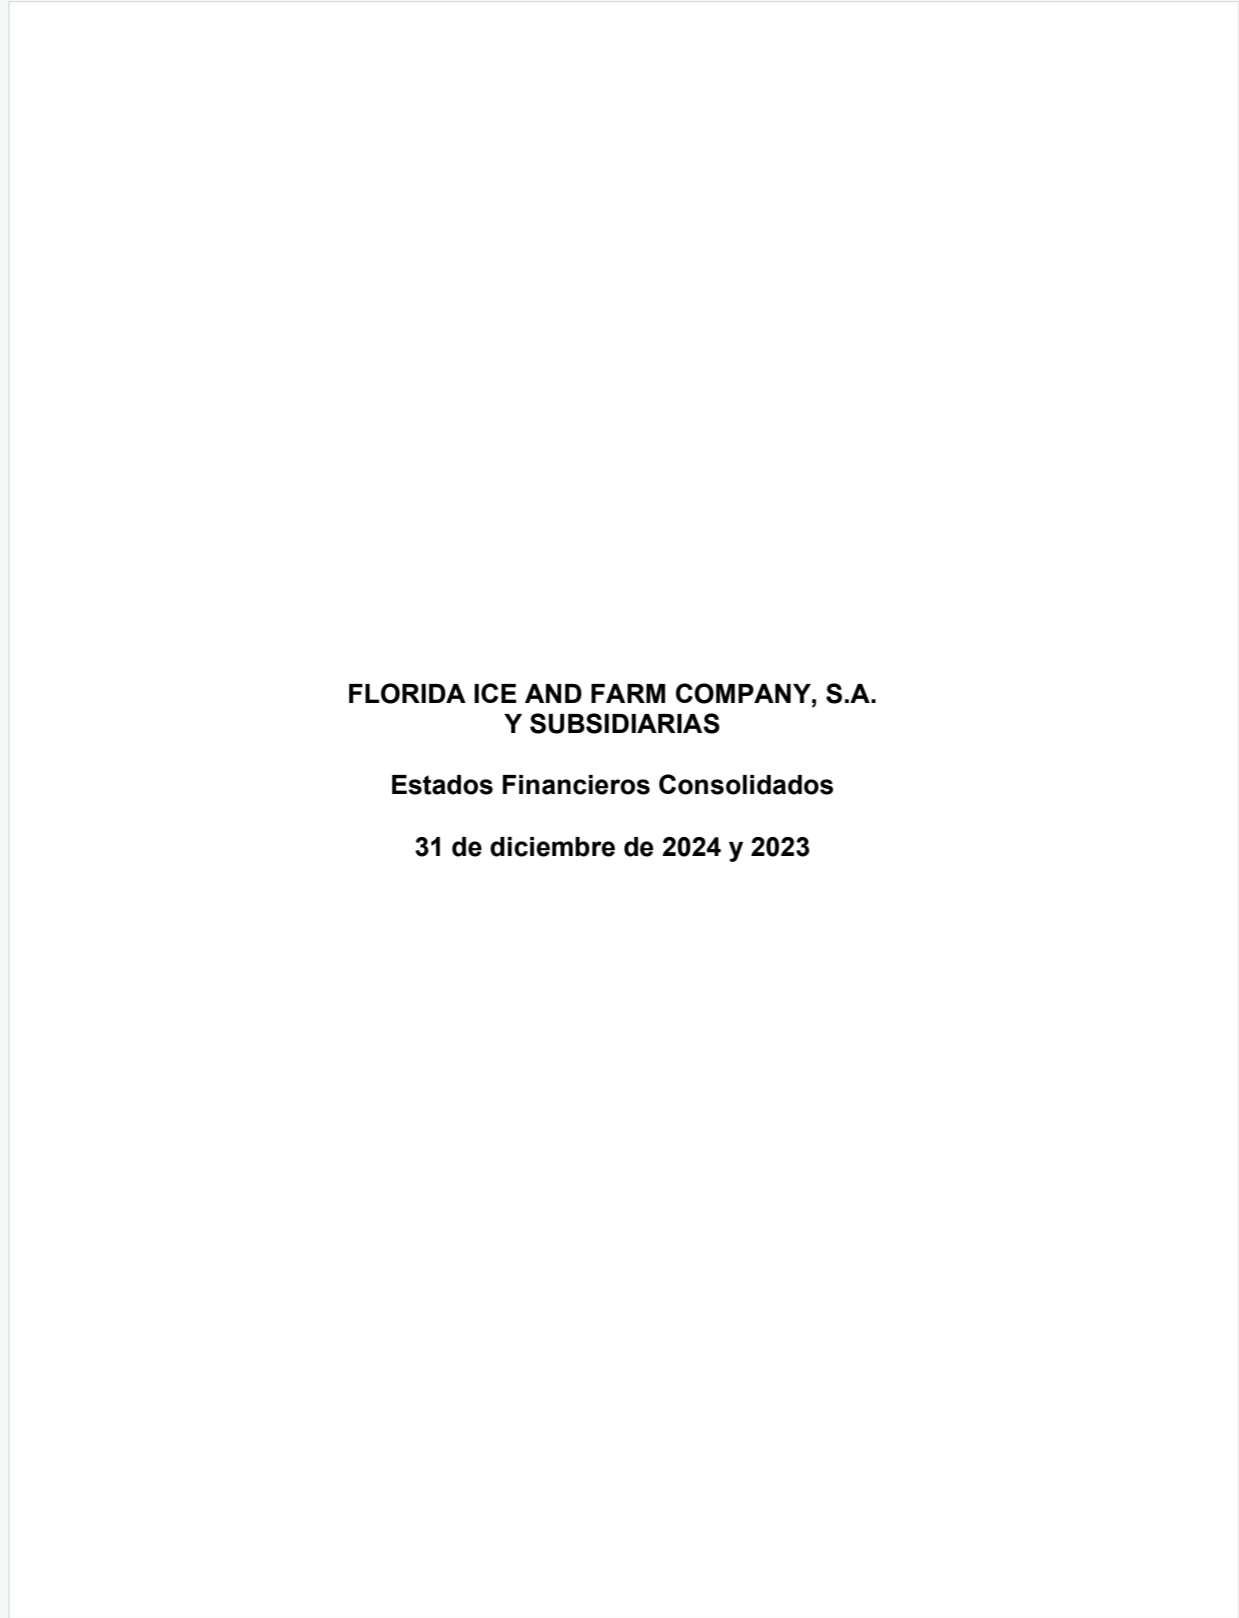 FLORIDA ICE AND FARM COMPANY, S.A.
Y SUBSIDIARIAS
Estados Financieros Consolidados
31 de diciembre de 2024 y 2023